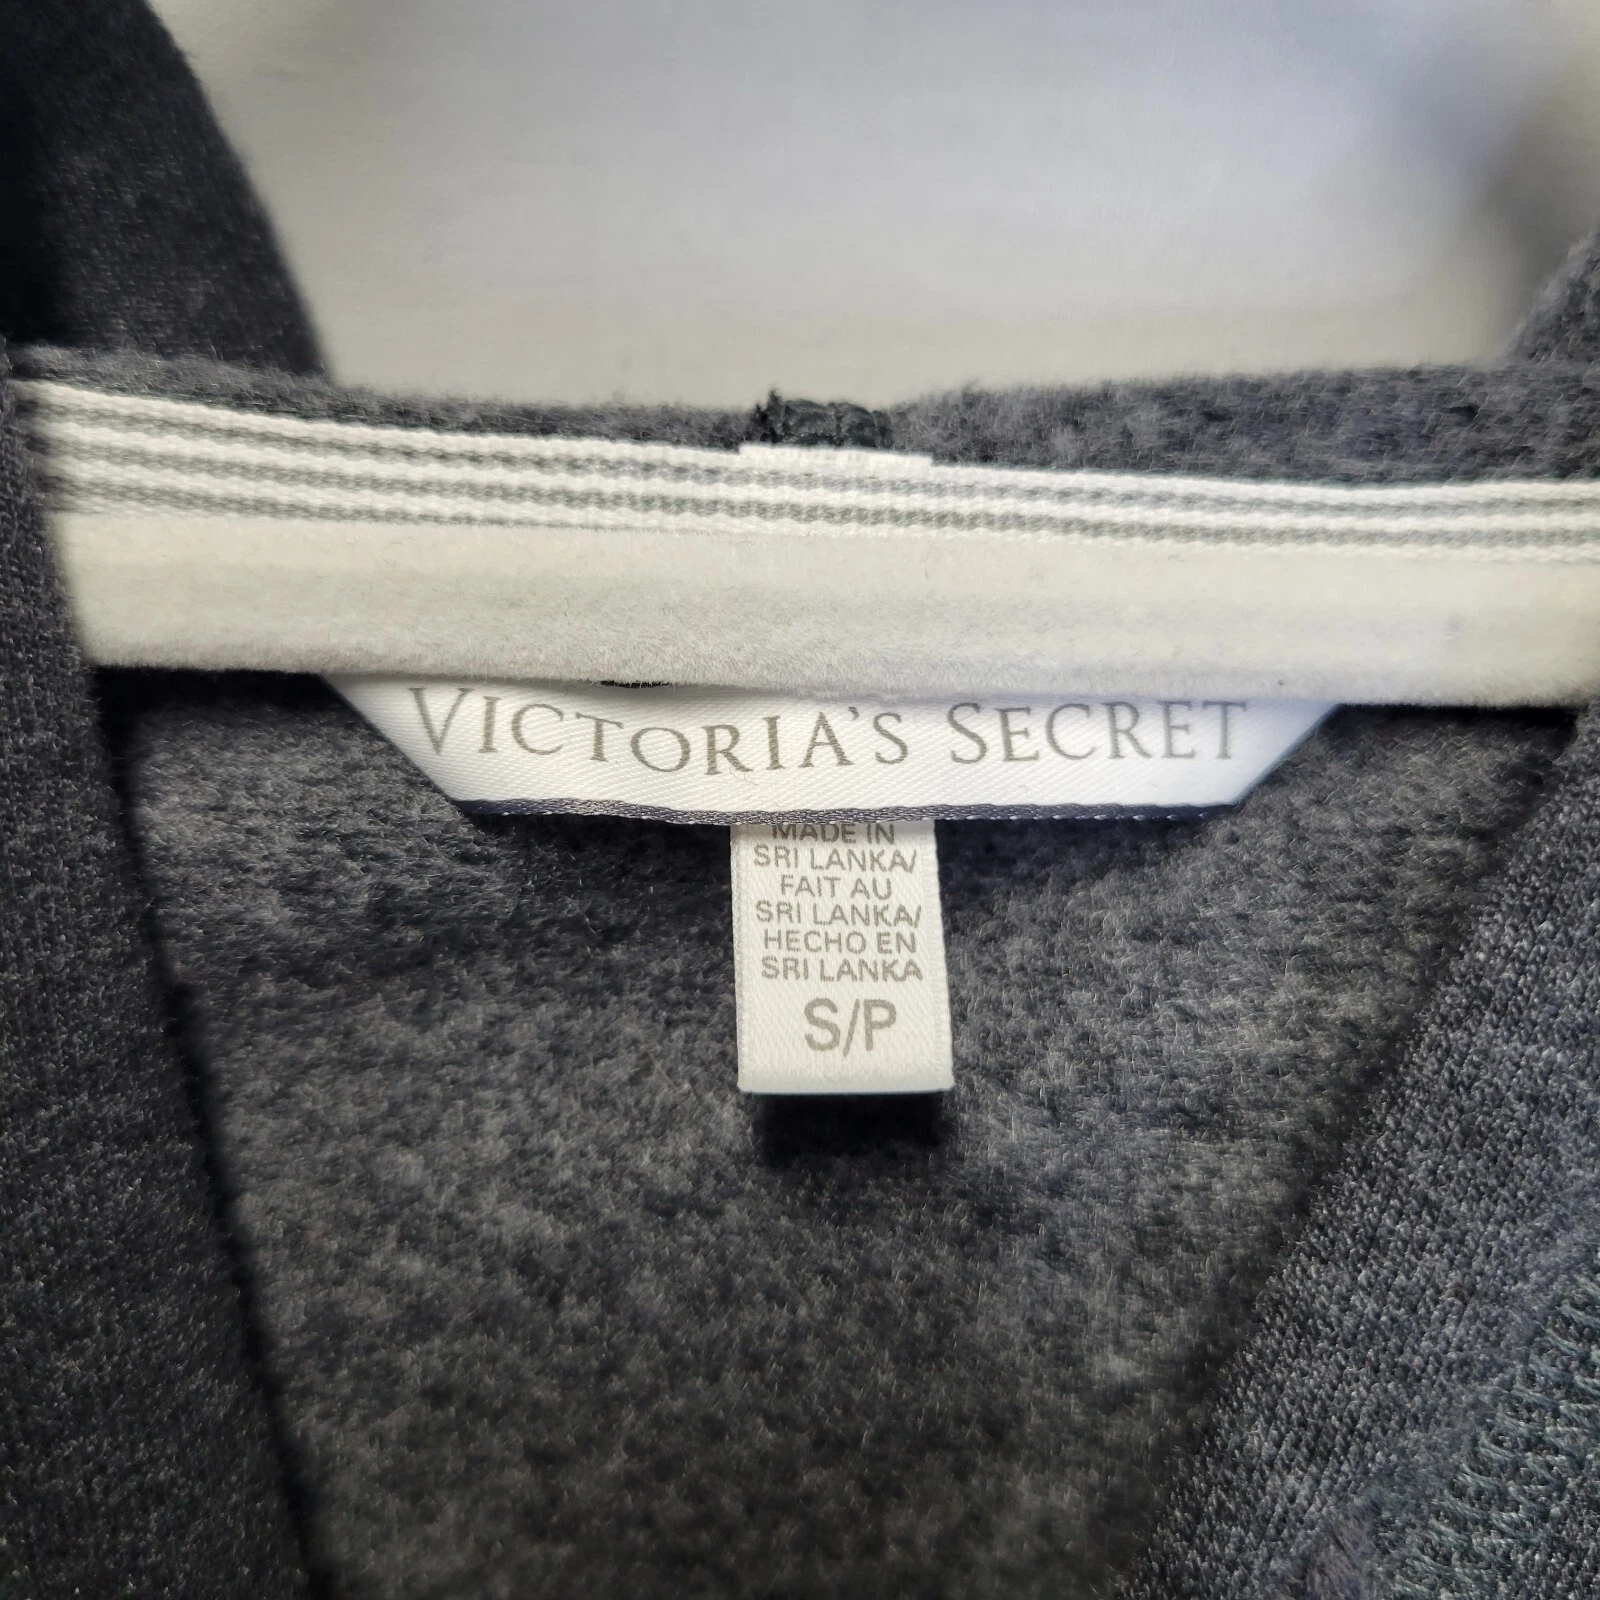 VICTORIA'S SECRET
MADE IN
SRI LANKA/
FAIT AU
SRI LANKA/
HECHO EN
SRI LANKA
S/P